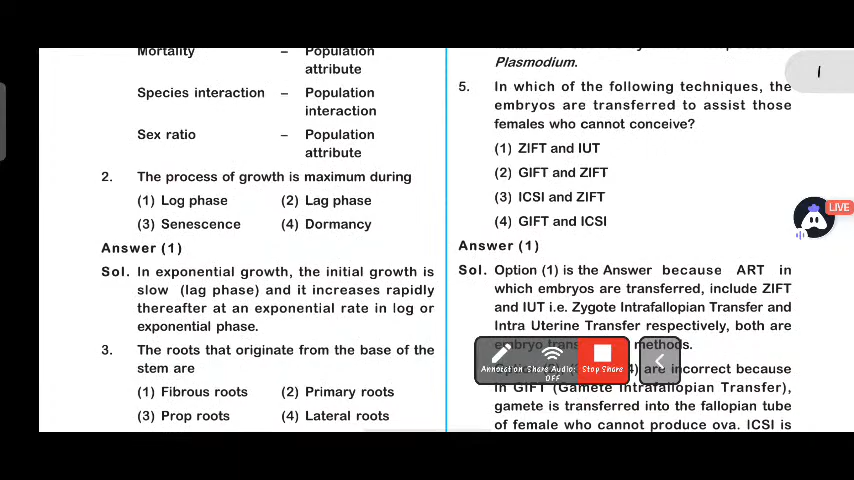 Mortality – Population
attribute
Species interaction – Population
interaction
Sex ratio – Population
attribute
2. The process of growth is maximum during
(1) Log phase (2) Lag phase
(3) Senescence (4) Dormancy
Answer (1)
Sol. In exponential growth, the initial growth is
slow (lag phase) and it increases rapidly
thereafter at an exponential rate in log or
exponential phase.
3. The roots that originate from the base of the
stem are
(1) Fibrous roots (2) Primary roots
(3) Prop roots (4) Lateral roots
Plasmodium.
5. In which of the following techniques, the
embryos are transferred to assist those
females who cannot conceive?
(1) ZIFT and IUT
(2) GIFT and ZIFT
(3) ICSI and ZIFT
(4) GIFT and ICSI
Answer (1)
Sol. Option (1) is the Answer because ART in
which embryos are transferred, include ZIFT
and IUT i.e. Zygote Intrafallopian Transfer and
Intra Uterine Transfer respectively, both are
embryo methods.
4) are incorrect because
in GIFT (Gamete Intrafallopian Transfer),
gamete is transferred into the fallopian tube
of female who cannot produce ova. ICSI is
1
LIVE
Annotation
Share Audio:
OFF
Stop Share